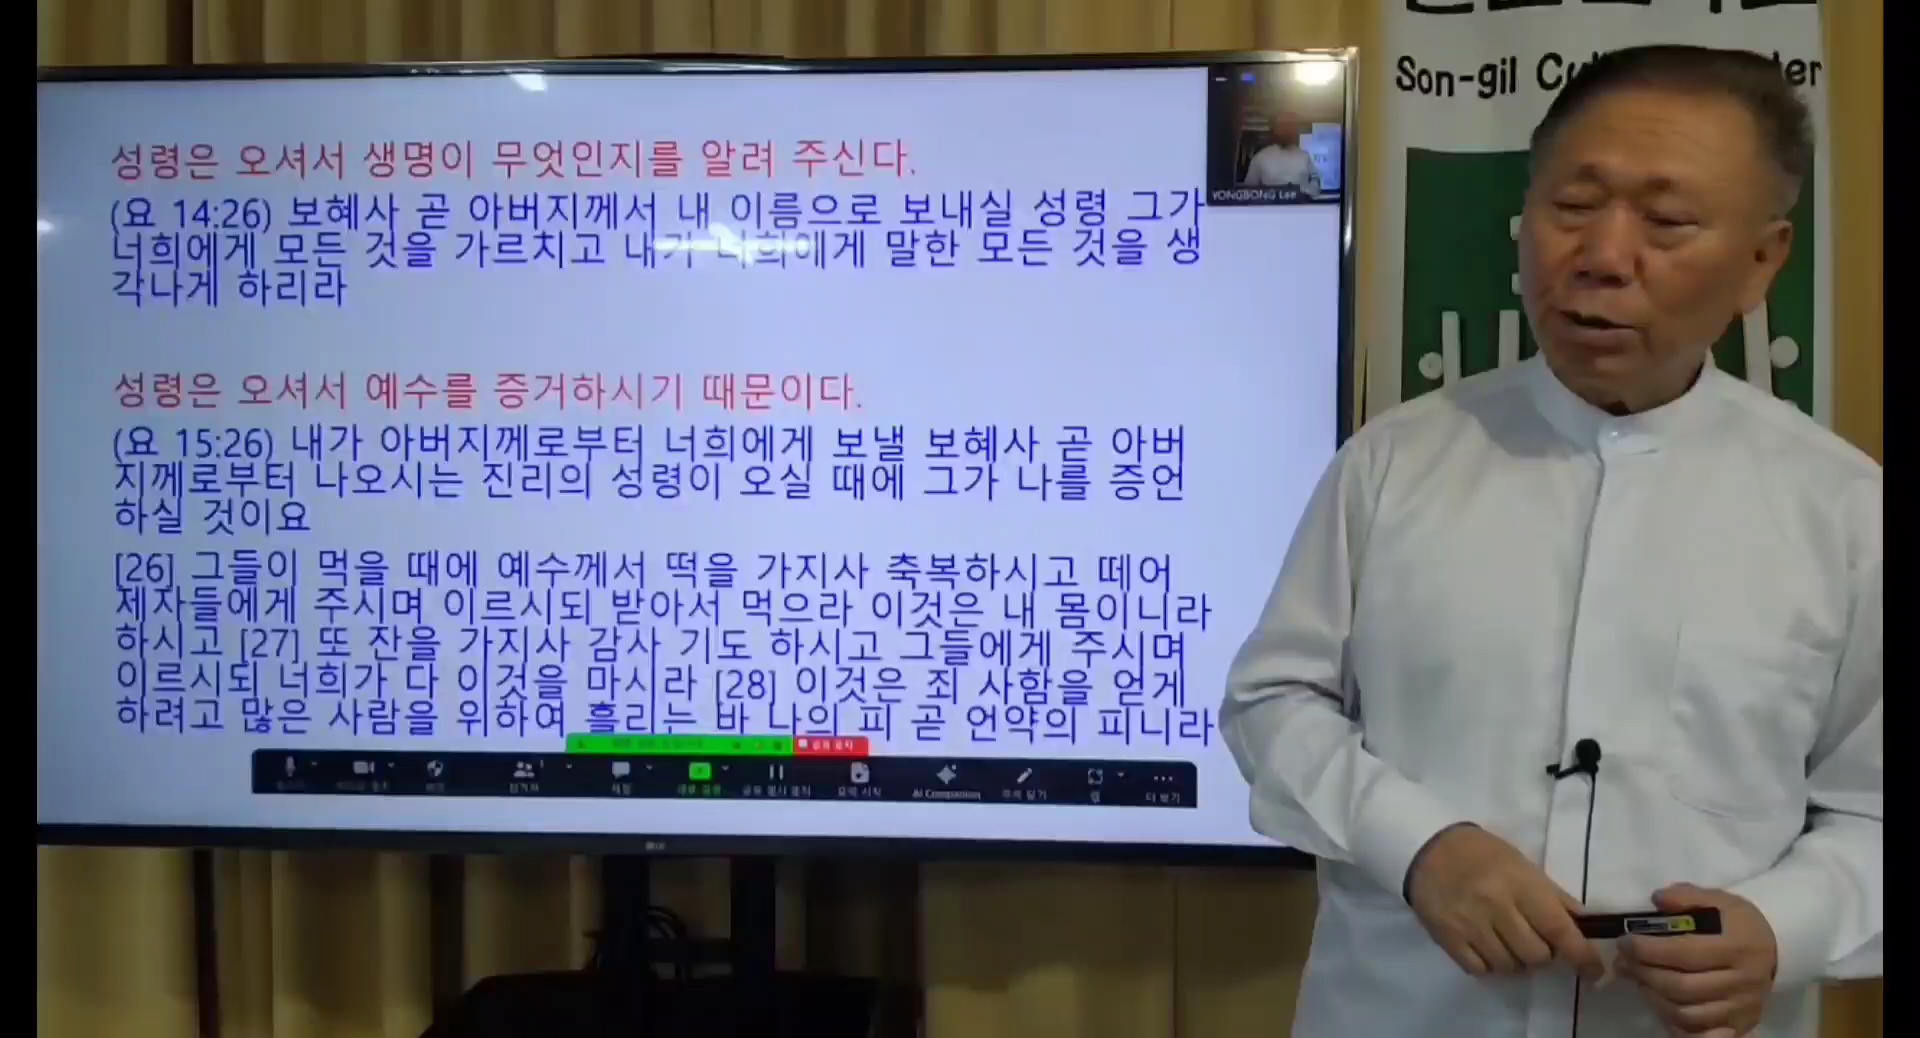 Son-gil
성령은 오셔서 생명이 무엇인지를 알려 주신다.
(요 14:26) 보혜사 곧 아버지께서 내 이름으로 보내실 성령 그가
너희에게 모든 것을 가르치고 내가 너희에게 말한 모든 것을 생
각나게 하리라
성령은 오셔서 예수를 증거하시기 때문이다.
(요 15:26) 내가 아버지께로부터 너희에게 보낼 보혜사 곧 아버
지께로부터 나오시는 진리의 성령이 오실 때에 그가 나를 증언
하실 것이요
[26] 그들이 먹을 때에 예수께서 떡을 가지사 축복하시고 떼어
제자들에게 주시며 이르시되 받아서 먹으라 이것은 내 몸이니라
하시고 [27] 또 잔을 가지사 감사 기도 하시고 그들에게 주시며
이르시되 너희가 다 이것을 마시라 [28] 이것은 죄 사함을 얻게
하려고 많은 사람을 위하여 흘리는 바 나의 피 곧 언약의 피니라
YONGBONG Lee
AI Companion
더 보기